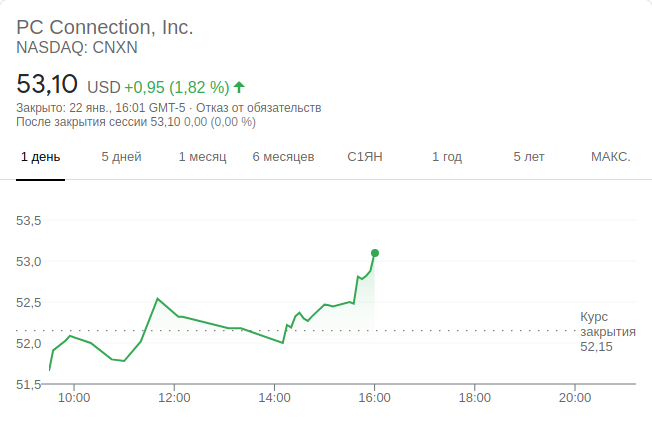 PC Connection, Inc.
NASDAQ: CNXN
53,10 USD +0,95 (1,82 %)
Закрыто: 22 янв., 16:01 GMT-5 · Отказ от обязательств
После закрытия сессии 53,10 0,00 (0,00 %)
1 день 5 дней 1 месяц 6 месяцев С1ЯН 1 год 5 лет МАКС.
53,5
53,0
52,5
Курс
закрытия
52,15
52,0
51,5
10:00 12:00 14:00 16:00 18:00 20:00